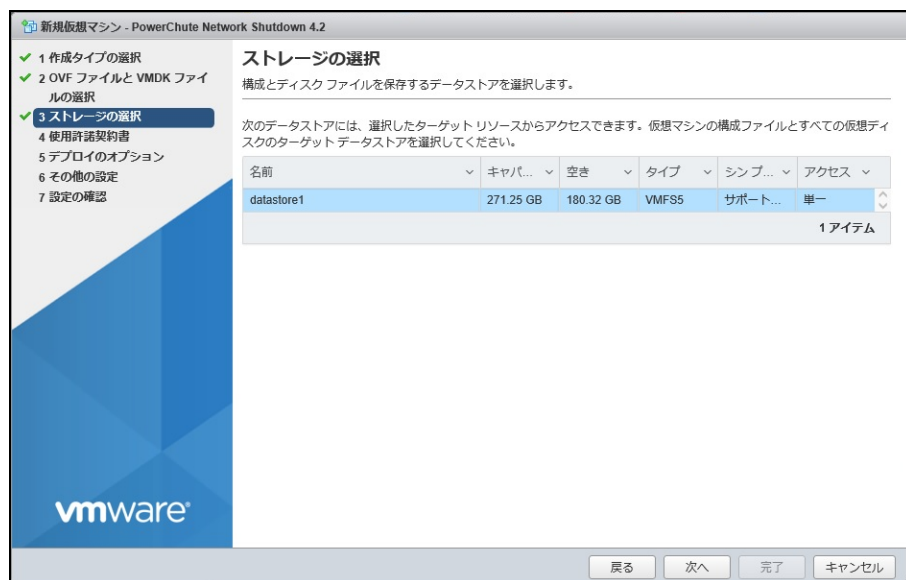 新規仮想マシン - PowerChute Network Shutdown 4.2
1 作成タイプの選択
2 OVF ファイルと VMDK ファイ
ルの選択
3 ストレージの選択
4 使用許諾契約書
5 デプロイのオプション
6 その他の設定
7 設定の確認
vmware
ストレージの選択
構成とディスク ファイルを保存するデータストアを選択します。
次のデータストアには、選択したターゲット リソースからアクセスできます。仮想マシンの構成ファイルとすべての仮想ディ
スクのターゲット データストアを選択してください。
名前 キャパ... 空き タイプ シン プ... アクセス
datastore1 271.25 GB 180.32 GB VMFS5 サポート... 単一
1 アイテム
戻る 次へ 完了 キャンセル